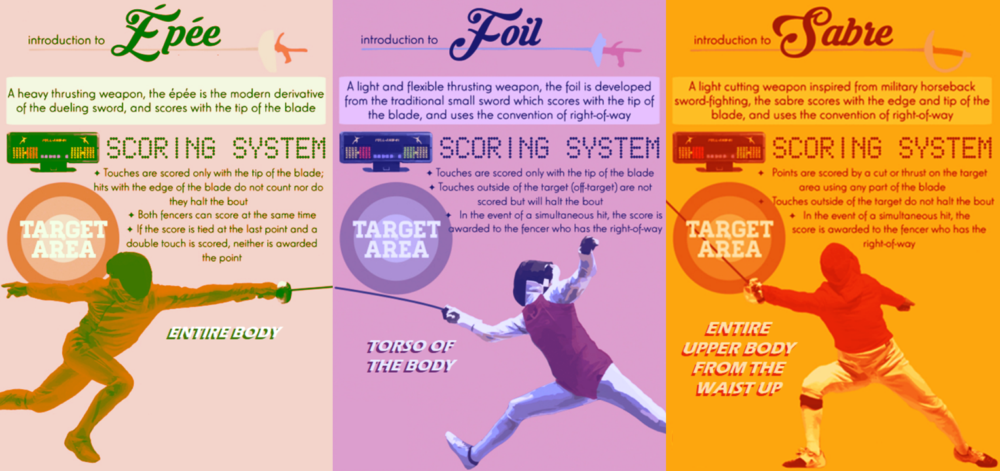 introduction to Épée
A heavy thrusting weapon, the épée is the modern derivative
of the dueling sword, and scores with the tip of the blade
SCORING SYSTEM
✦ Touches are scored only with the tip of the blade;
hits with the edge of the blade do not count nor do
they halt the bout
✦ Both fencers can score at the same time
✦ If the score is tied at the last point and a
double touch is scored, neither is awarded
the point
TARGET
AREA
ENTIRE BODY
introduction to Foil
A light and flexible thrusting weapon, the foil is developed
from the traditional small sword which scores with the tip of
the blade, and uses the convention of right-of-way
SCORING SYSTEM
✦ Touches are scored only with the tip of the blade
✦ Touches outside of the target (off-target) are not
scored but will halt the bout
✦ In the event of a simultaneous hit, the score is
awarded to the fencer who has the right-of-way
TARGET
AREA
TORSO OF
THE BODY
introduction to Sabre
A light cutting weapon inspired from military horseback
sword-fighting, the sabre scores with the edge and tip of the
blade, and uses the convention of right-of-way
SCORING SYSTEM
✦ Points are scored by a cut or thrust on the target
area using any part of the blade
✦ Touches outside of the target do not halt the bout
✦ In the event of a simultaneous hit, the
score is awarded to the fencer who has the
right-of-way
TARGET
AREA
ENTIRE
UPPER BODY
FROM THE
WAIST UP